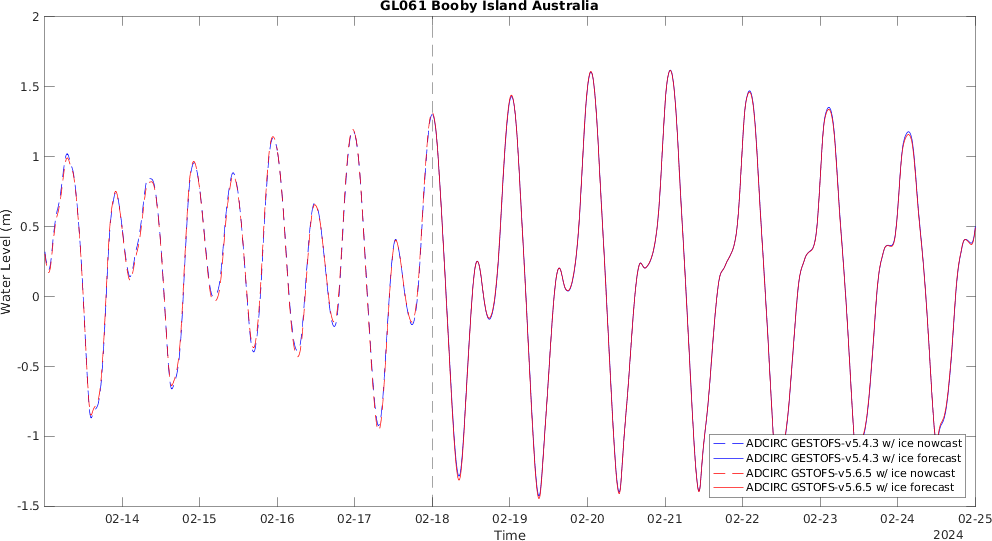 GL061 Booby Island Australia
2
1.5
1
0.5
0
-0.5
-1
-1.5
Water Level (m)
ADCIRC GESTOFS-v5.4.3 w/ ice nowcast
ADCIRC GESTOFS-v5.4.3 w/ ice forecast
ADCIRC GSTOFS-v5.6.5 w/ ice nowcast
ADCIRC GSTOFS-v5.6.5 w/ ice forecast
02-14 02-15 02-16 02-17 02-18 02-19 02-20 02-21 02-22 02-23 02-24 02-25
Time
2024